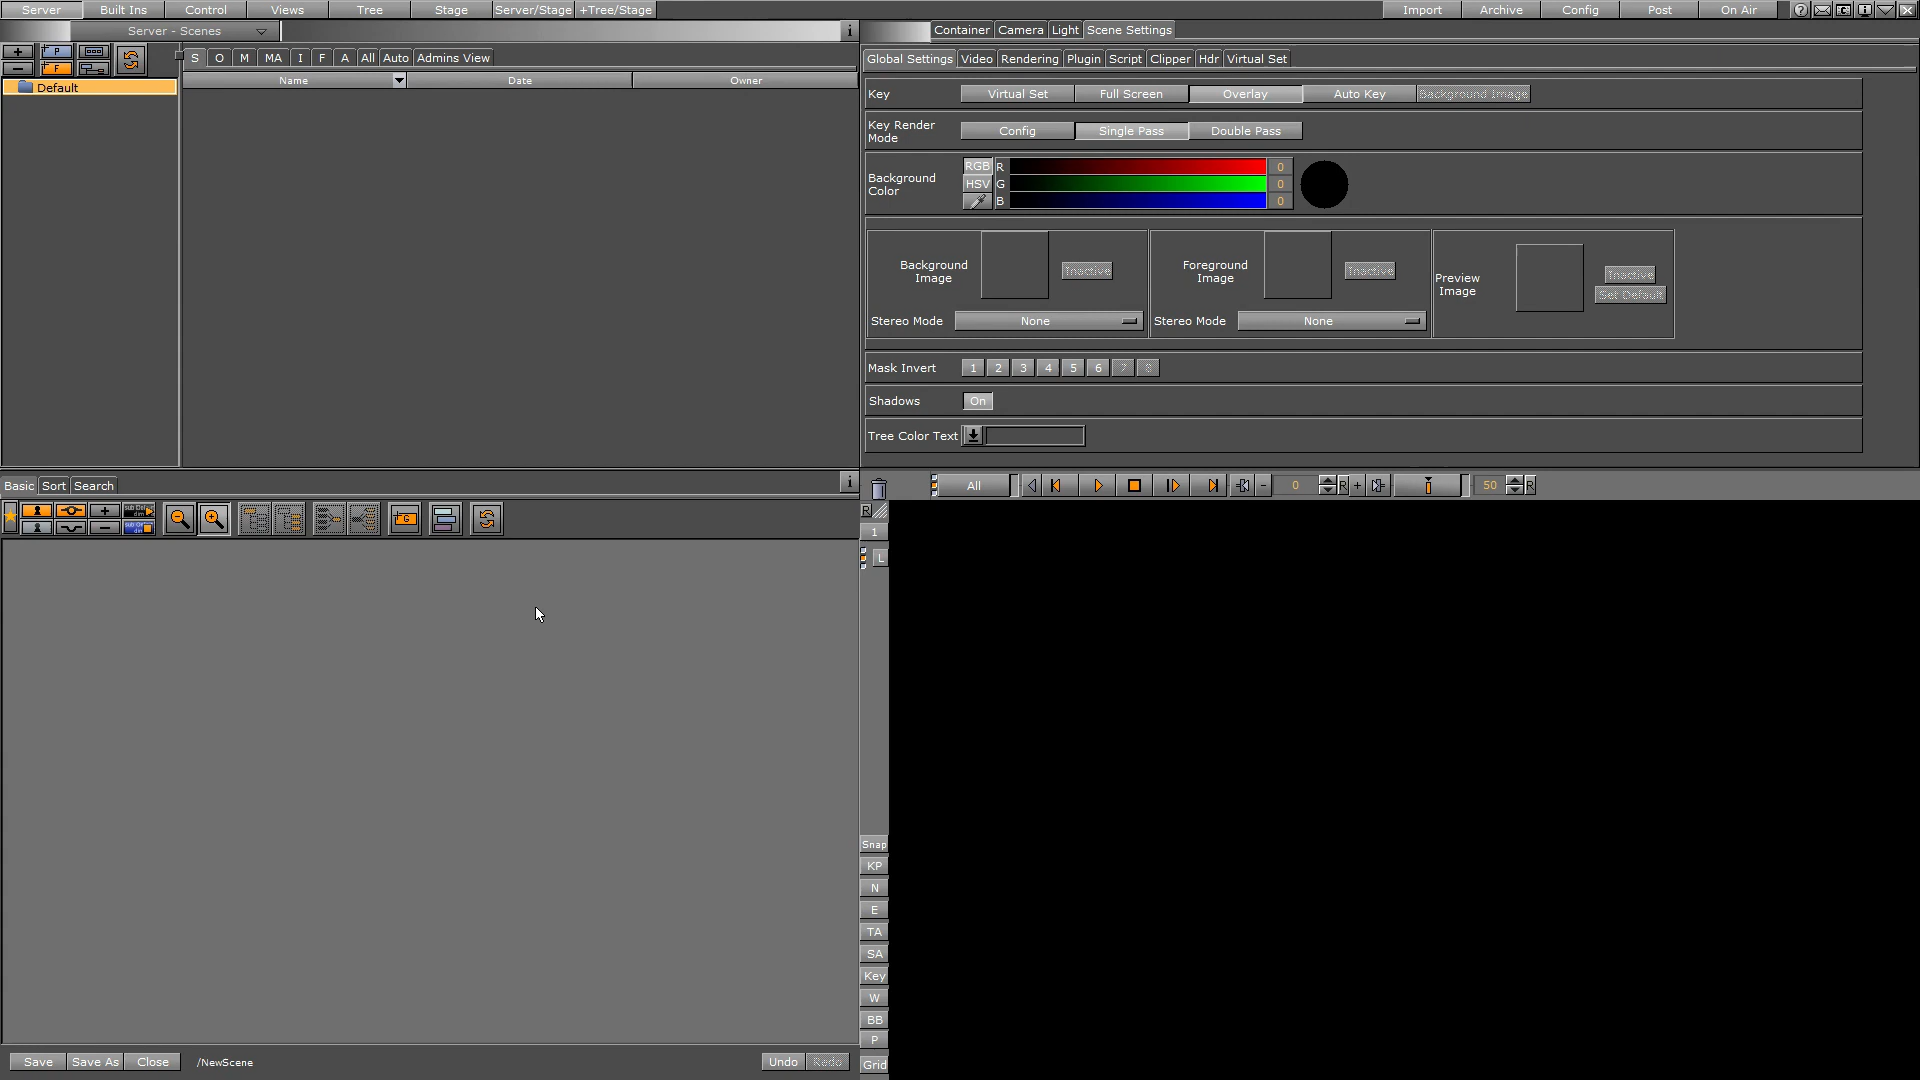 Server Built Ins Control Views Tree Stage Server/Stage +Tree/Stage Import Archive Config Post On Air
Server - Scenes
Container Camera Light Scene Settings
P
F
S O M MA I F A All Auto Admins View
Name Date Owner
Default
Global Settings Video Rendering Plugin Script Clipper Hdr Virtual Set
Key Virtual Set Full Screen Overlay Auto Key Background Image
Key Render
Mode
Config Single Pass Double Pass
Background
Color
RGB R 0
HSV G 0
B 0
Background
Image
Inactive
Stereo Mode None
Foreground
Image
Inactive
Stereo Mode None
Preview
Image
Inactive
Set Default
Mask Invert 1 2 3 4 5 6 7 8
Shadows On
Tree Color Text
Basic Sort Search
All 0 R + 50 R
G
R
1
L
Snap
KP
N
E
TA
SA
Key
W
BB
P
Grid
Save Save As Close /NewScene Undo Redo